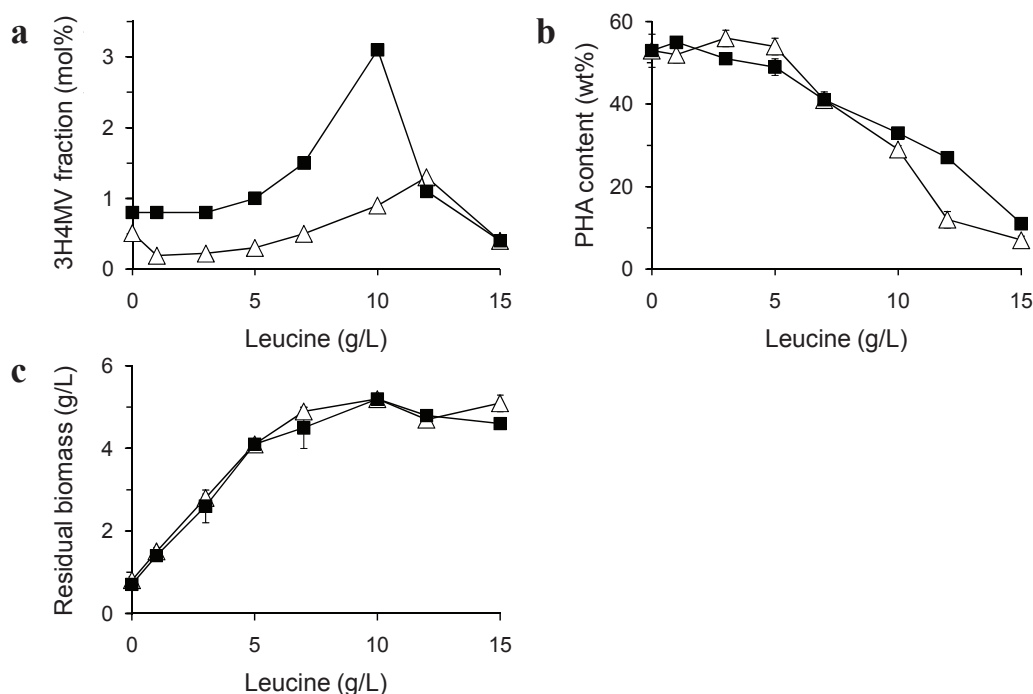 a
3H4MV fraction (mol%)
3
2
1
0
0 5 10 15
Leucine (g/L)
b
PHA content (wt%)
60
40
20
0
0 5 10 15
Leucine (g/L)
c
Residual biomass (g/L)
6
4
2
0
0 5 10 15
Leucine (g/L)